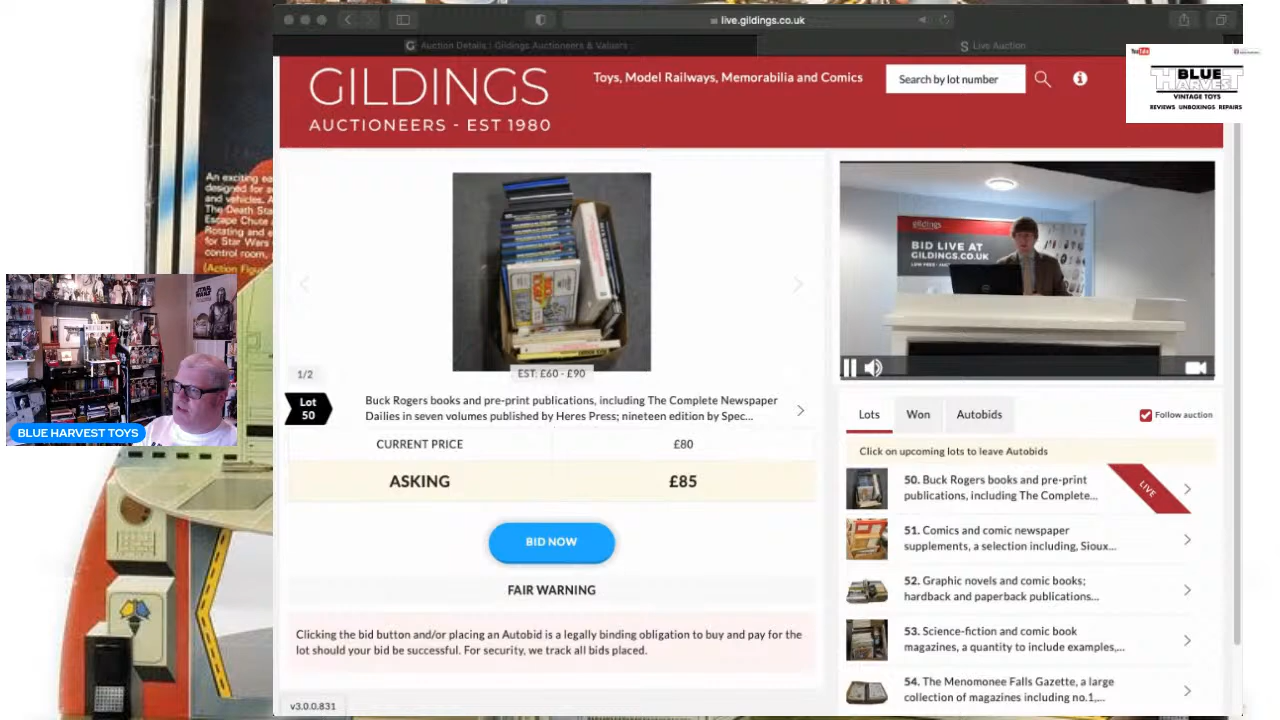 live.gildings.co.uk
G Auction Details | Gildings Auctioneers & Valuers ...
S Live Auction
GILDINGS
AUCTIONEERS - EST 1980
Toys, Model Railways, Memorabilia and Comics
Search by lot number
YouTube
BLUE
HARVEST
VINTAGE TOYS
REVIEWS UNBOXINGS REPAIRS
An exciting
designed for
and vehicles. A
The Death Sta
Escape Chute
Rotating and
for Star Wars
control room,
(Action Figu
STAR WARS
BLUE HARVEST TOYS
1/2
EST: £60 - £90
Lot
50
Buck Rogers books and pre-print publications, including The Complete Newspaper
Dailies in seven volumes published by Heres Press; nineteen edition by Spec...
CURRENT PRICE £80
ASKING £85
BID NOW
FAIR WARNING
Clicking the bid button and/or placing an Autobid is a legally binding obligation to buy and pay for the
lot should your bid be successful. For security, we track all bids placed.
v3.0.0.831
gildings
BID LIVE AT
GILDINGS.CO.UK
Lots Won Autobids Follow auction
Click on upcoming lots to leave Autobids
50. Buck Rogers books and pre-print
publications, including The Complete...
LIVE
51. Comics and comic newspaper
supplements, a selection including, Sioux...
52. Graphic novels and comic books;
hardback and paperback publications...
53. Science-fiction and comic book
magazines, a quantity to include examples,...
54. The Menomonee Falls Gazette, a large
collection of magazines including no.1,...